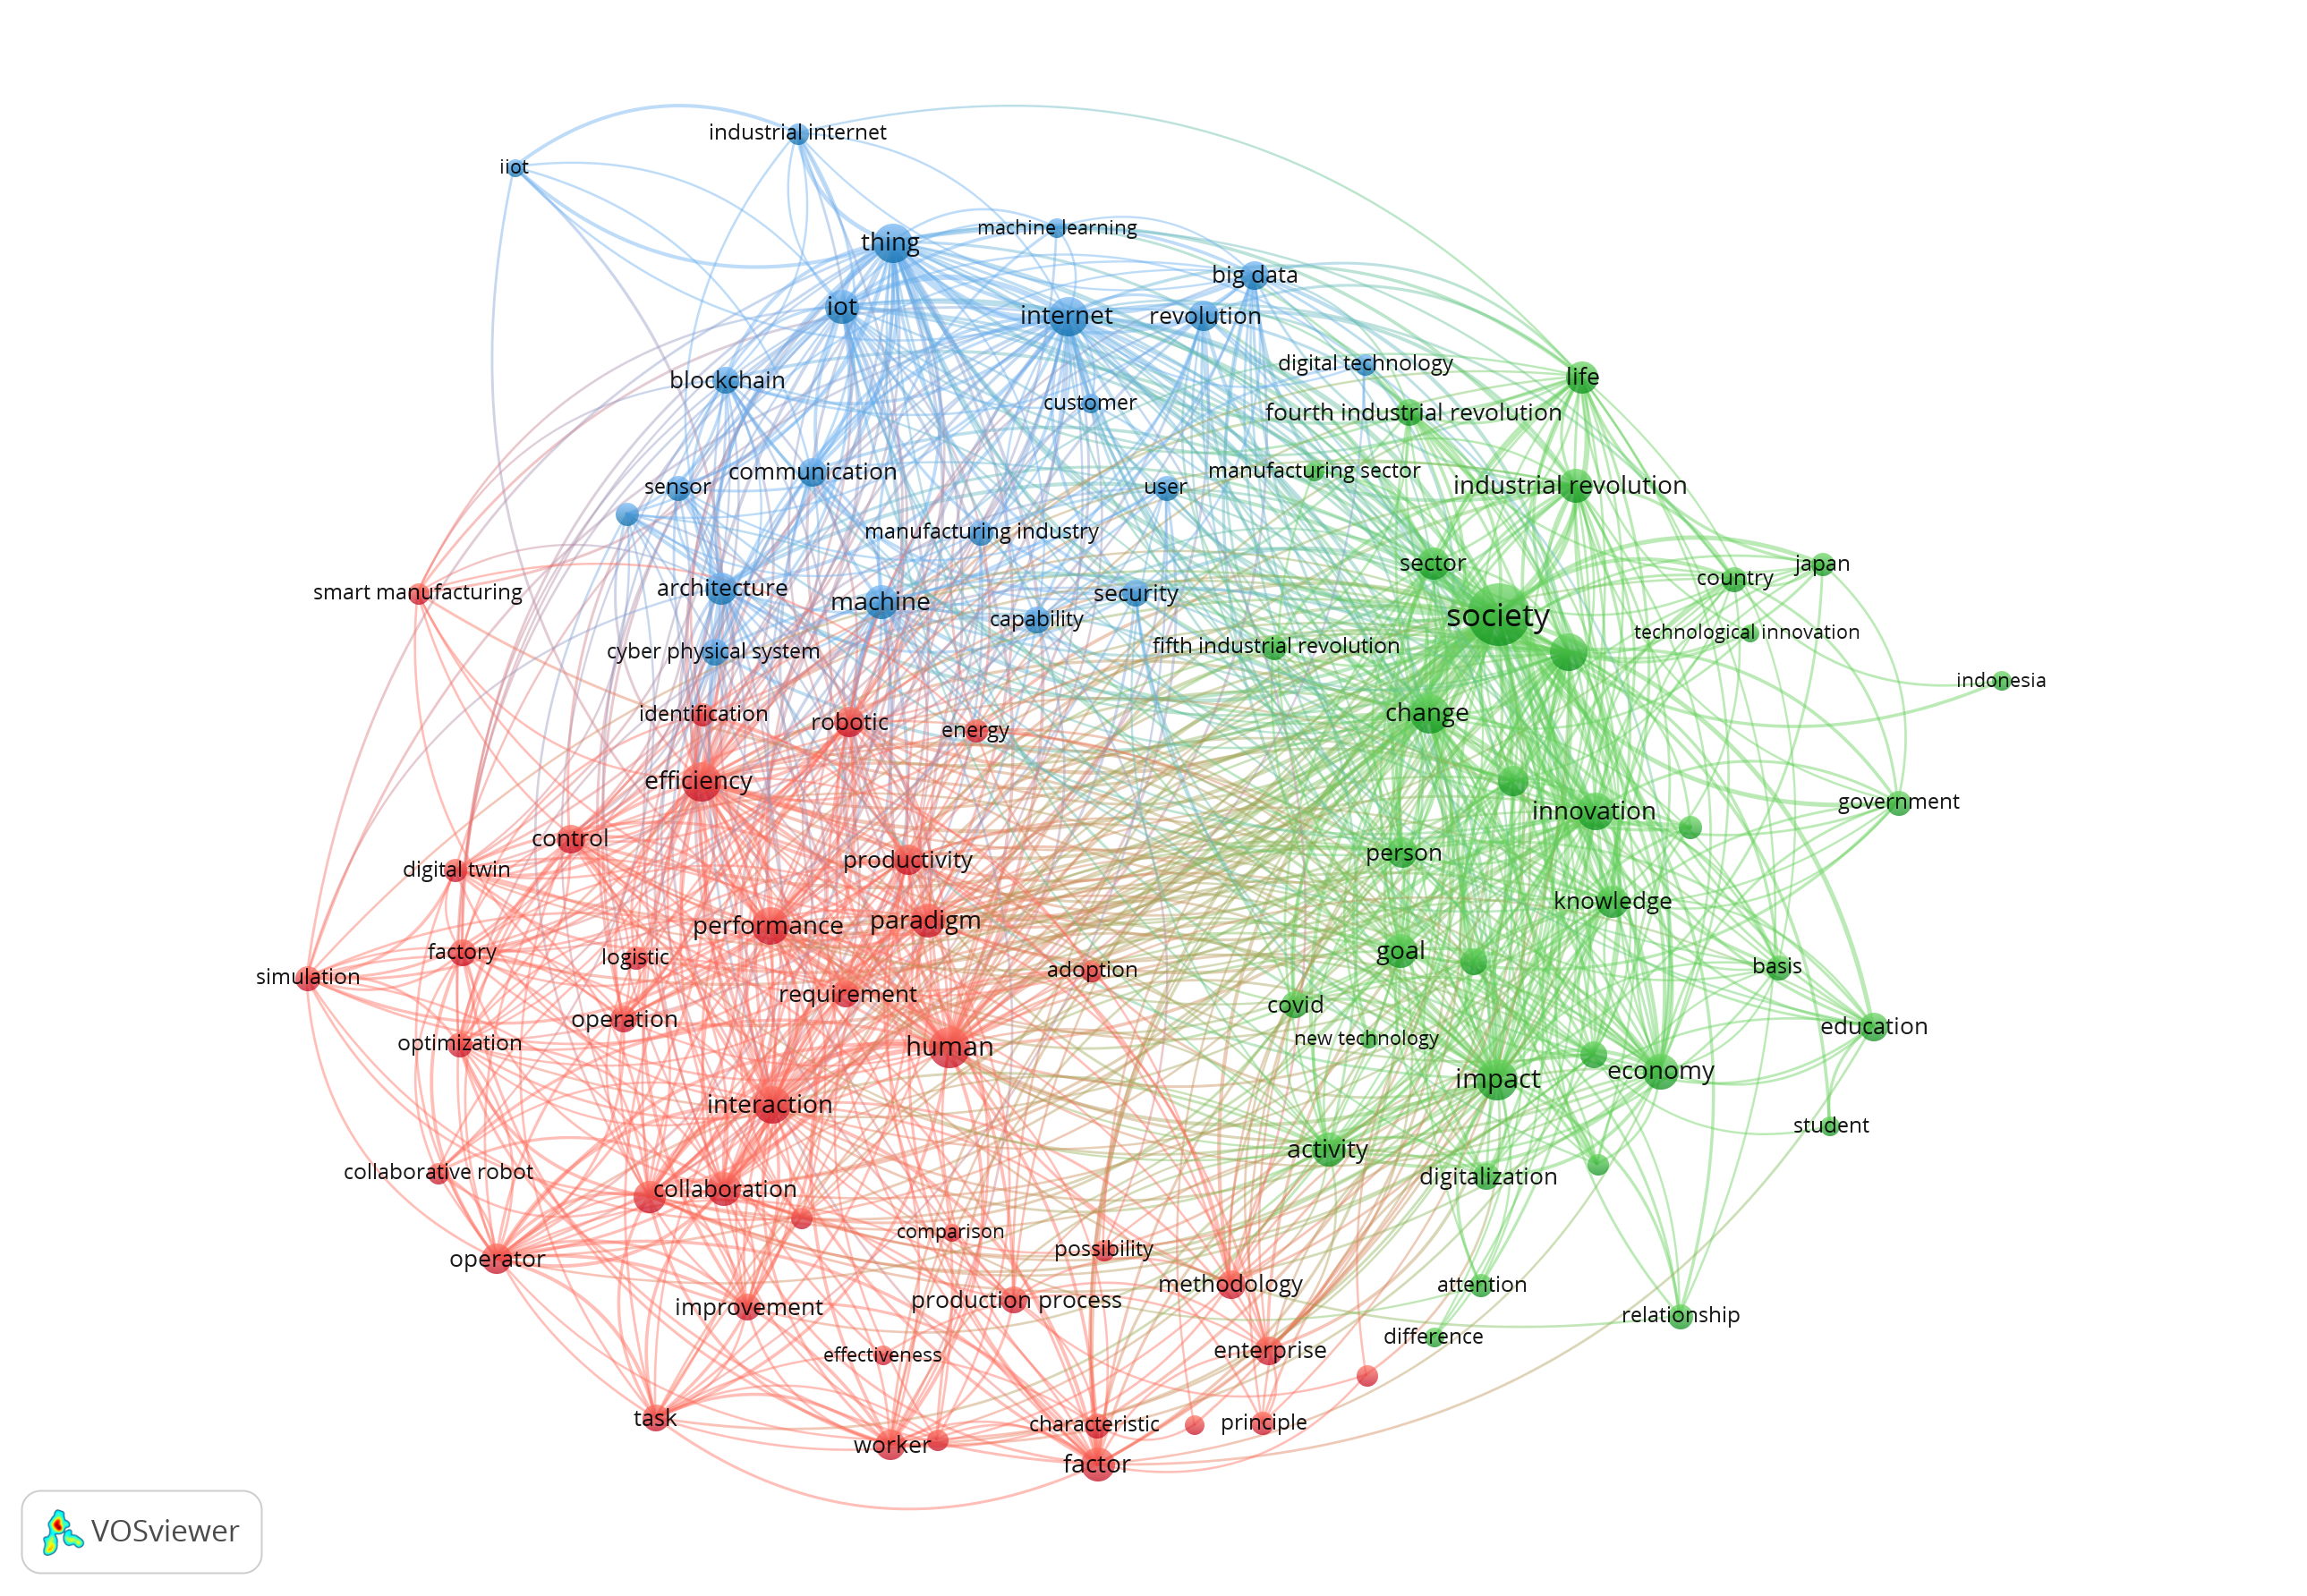 industrial internet
iiot
machine learning
thing
big data
iot
internet
revolution
digital technology
life
blockchain
customer
fourth industrial revolution
communication
manufacturing sector
sensor
user
industrial revolution
manufacturing industry
sector
japan
country
smart manufacturing
architecture
machine
security
capability
society
technological innovation
cyber physical system
fifth industrial revolution
indonesia
identification
robotic
energy
change
efficiency
innovation
government
control
digital twin
productivity
person
knowledge
performance
paradigm
factory
logistic
goal
simulation
adoption
basis
requirement
covid
operation
optimization
human
new technology
education
impact
economy
interaction
student
activity
collaborative robot
collaboration
digitalization
comparison
operator
possibility
methodology
attention
improvement
production process
relationship
difference
effectiveness
enterprise
task
characteristic
principle
worker
factor
VOSviewer